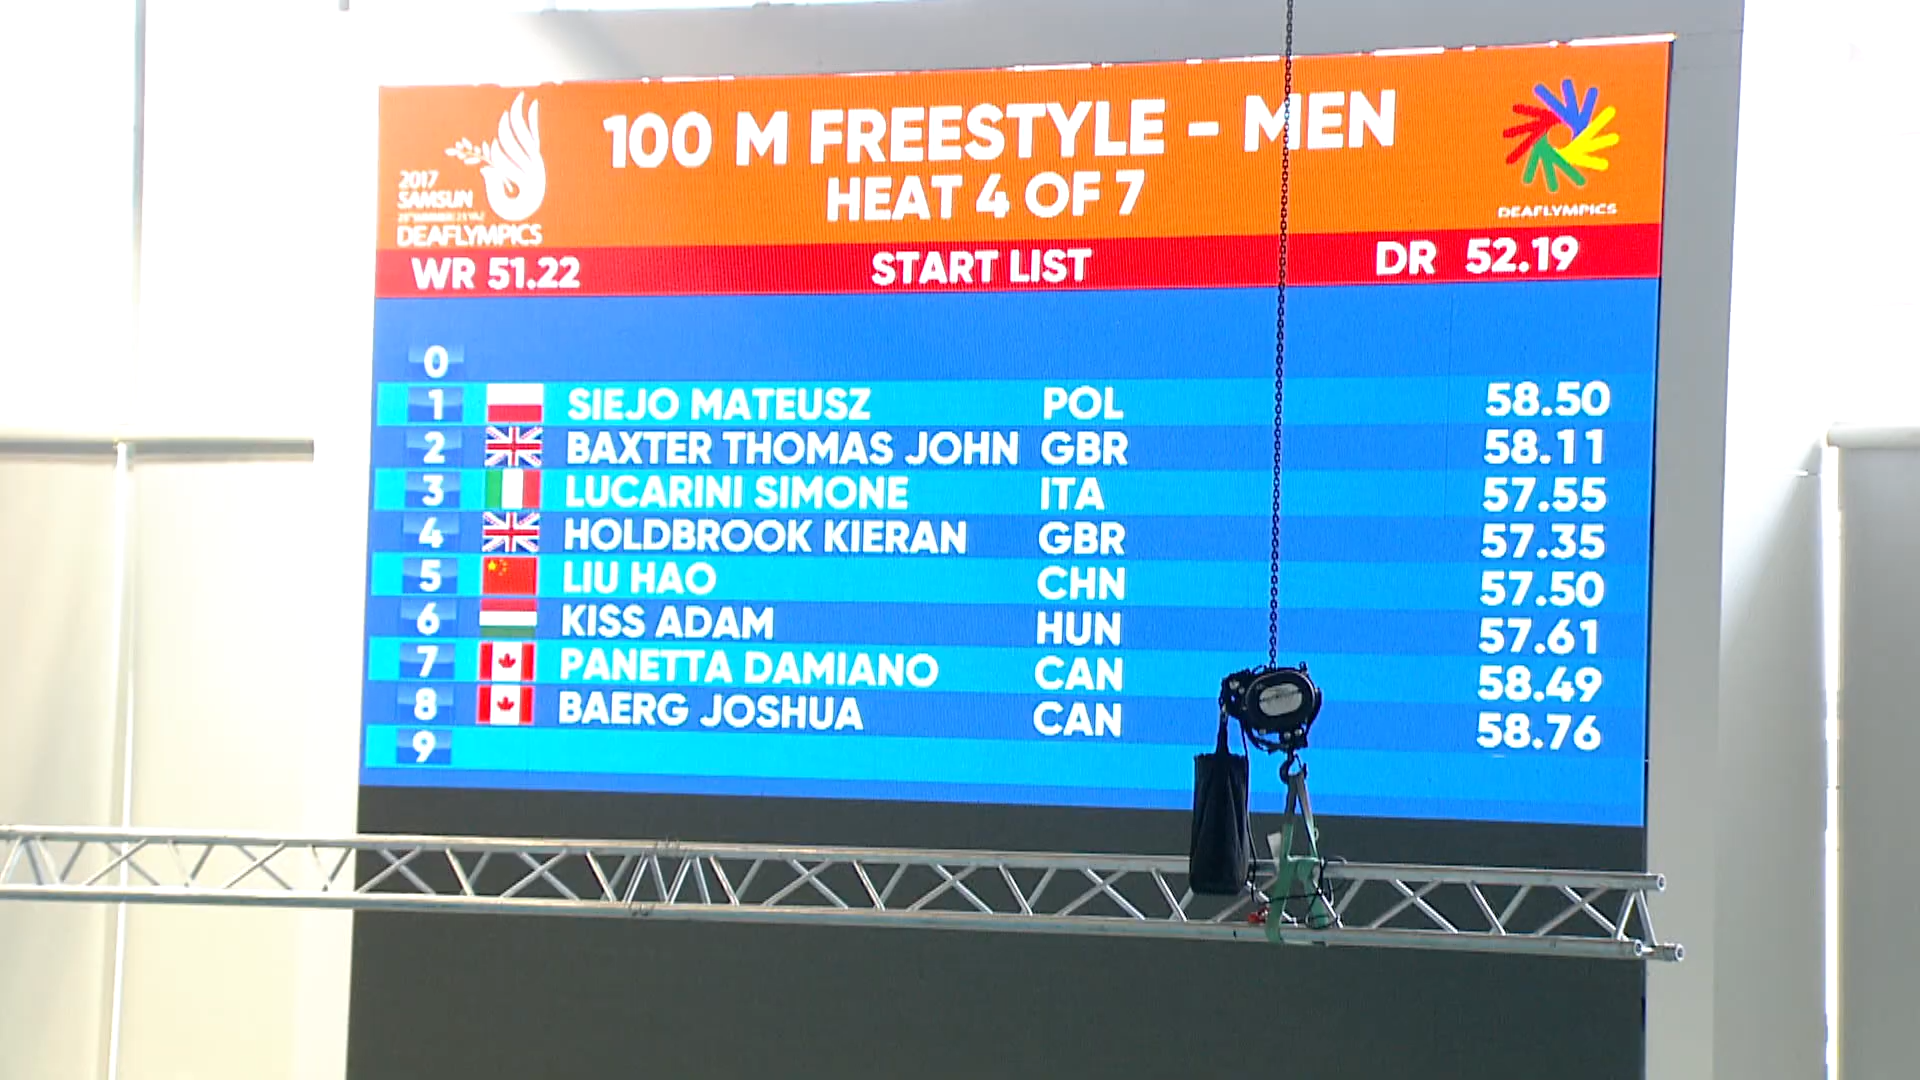 100 M FREESTYLE - MEN
HEAT 4 OF 7
2017
SAMSUN
DEAFLYMPICS
DEAFLYMPICS
WR 51.22 START LIST DR 52.19
0
1 SIEJO MATEUSZ POL 58.50
2 BAXTER THOMAS JOHN GBR 58.11
3 LUCARINI SIMONE ITA 57.55
4 HOLDBROOK KIERAN GBR 57.35
5 LIU HAO CHN 57.50
6 KISS ADAM HUN 57.61
7 PANETTA DAMIANO CAN 58.49
8 BAERG JOSHUA CAN 58.76
9